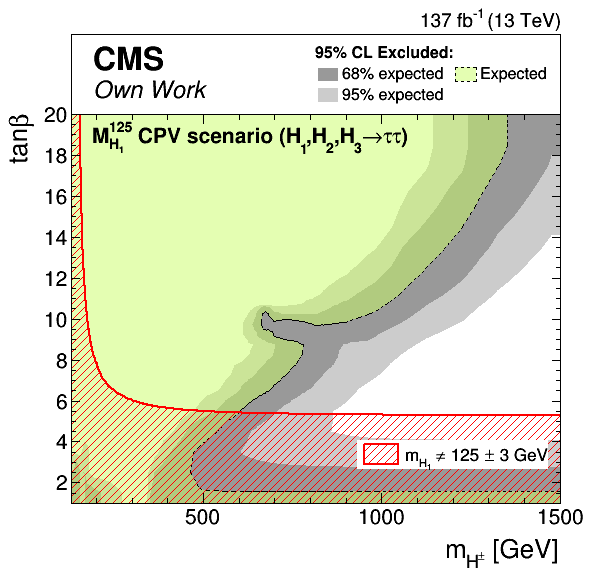 137 fb⁻¹ (13 TeV)
CMS
Own Work
95% CL Excluded:
68% expected
Expected
95% expected
M_H₁^125 CPV scenario (H₁,H₂,H₃→ττ)
tanβ
20
18
16
14
12
10
8
6
4
2
m_H₁ ≠ 125 ± 3 GeV
500
1000
1500
m_H± [GeV]